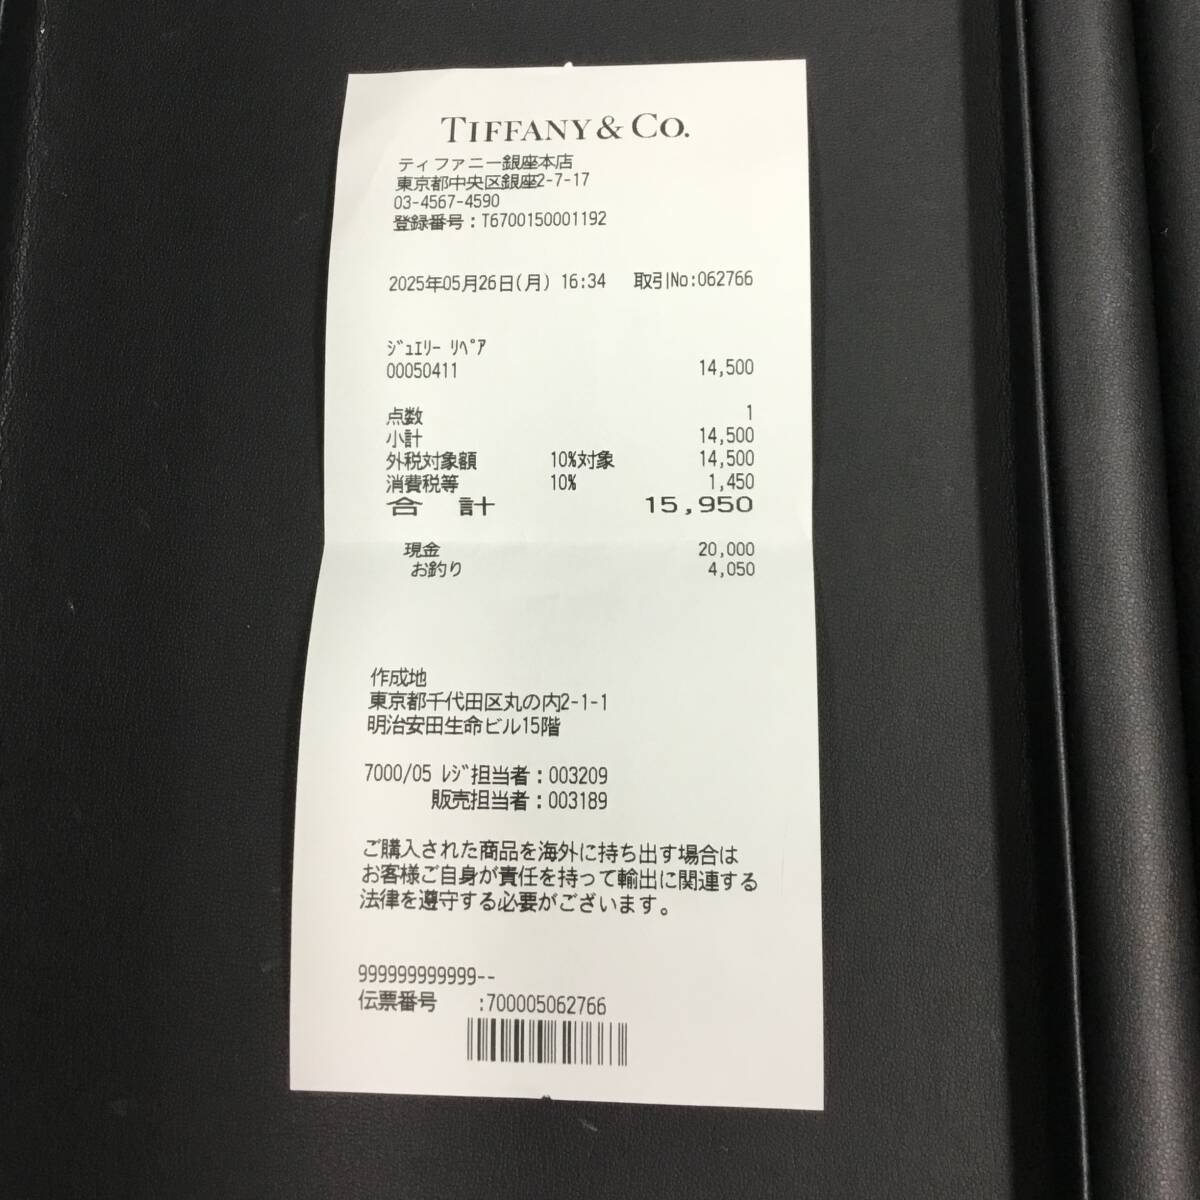 TIFFANY & CO.
ティファニー銀座本店
東京都中央区銀座2-7-17
03-4567-4590
登録番号：T6700150001192
2025年05月26日(月) 16:34 取引No:062766
ｼﾞｭｴﾘｰ ﾘﾍﾟｱ
00050411 14,500
点数 1
小計 14,500
外税対象額 10%対象 14,500
消費税等 10% 1,450
合 計 15,950
現金 20,000
お釣り 4,050
作成地
東京都千代田区丸の内2-1-1
明治安田生命ビル15階
7000/05 ﾚｼﾞ担当者：003209
販売担当者：003189
ご購入された商品を海外に持ち出す場合は
お客様ご自身が責任を持って輸出に関連する
法律を遵守する必要がございます。
9999999999999--
伝票番号 :700005062766